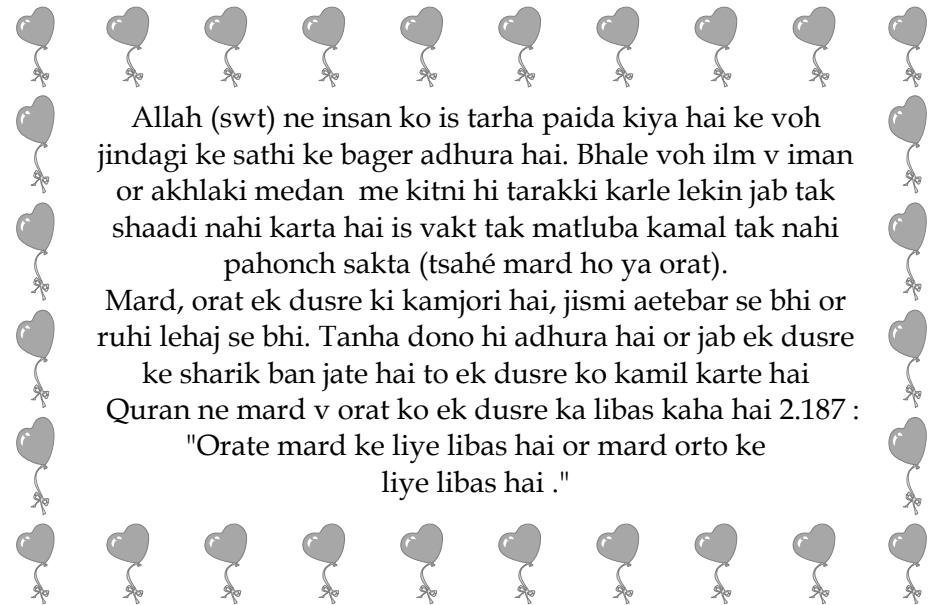 Allah (swt) ne insan ko is tarha paida kiya hai ke voh
jindagi ke sathi ke bager adhura hai. Bhale voh ilm v iman
or akhlaki medan me kitni hi tarakki karle lekin jab tak
shaadi nahi karta hai is vakt tak matluba kamal tak nahi
pahonch sakta (tsahé mard ho ya orat).
Mard, orat ek dusre ki kamjori hai, jismi aetebar se bhi or
ruhi lehaj se bhi. Tanha dono hi adhura hai or jab ek dusre
ke sharik ban jate hai to ek dusre ko kamil karte hai
Quran ne mard v orat ko ek dusre ka libas kaha hai 2.187 :
"Orate mard ke liye libas hai or mard orto ke
liye libas hai ."